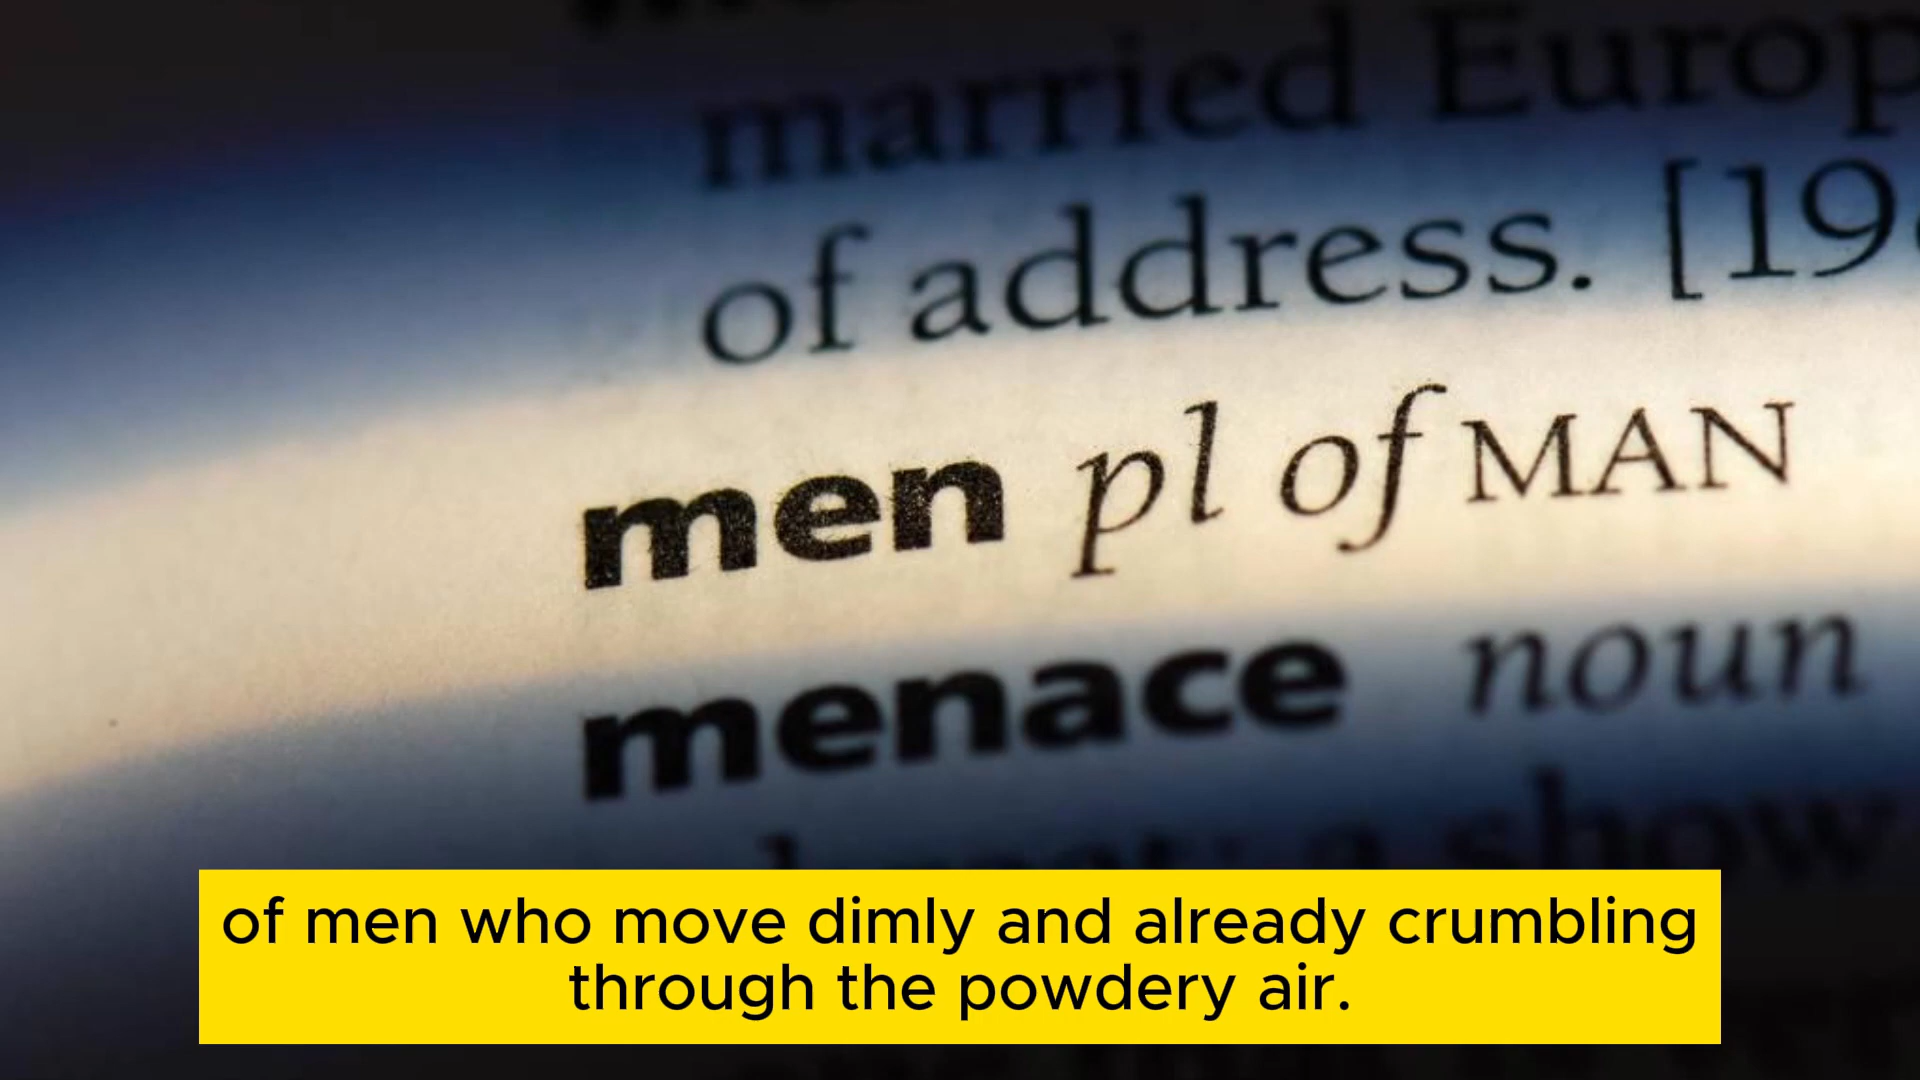 married Europ
of address. [19
men pl of MAN
menace noun
a show
of men who move dimly and already crumbling
through the powdery air.